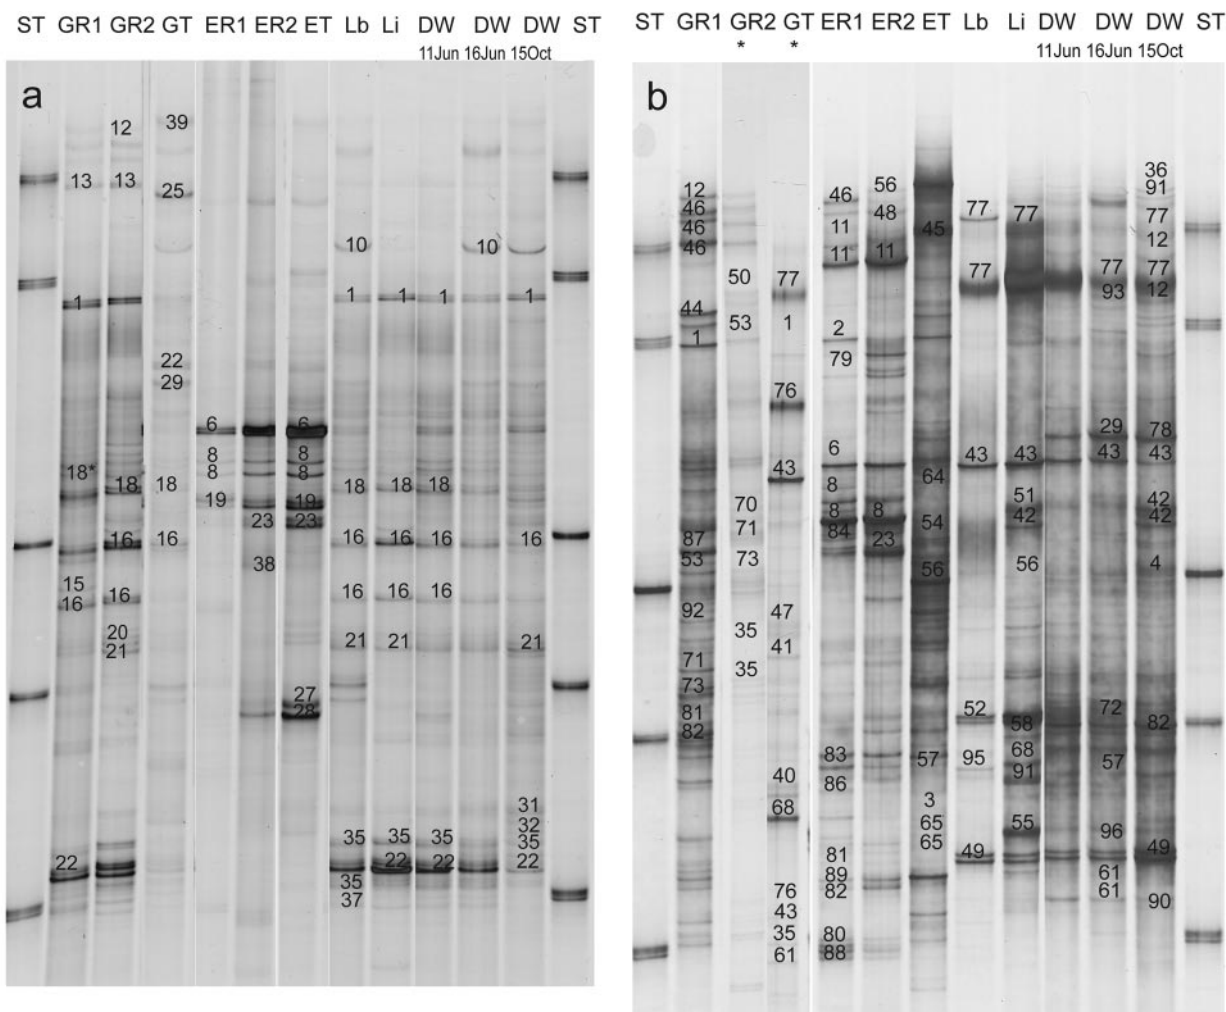 ST GR1 GR2 GT ER1 ER2 ET Lb Li DW DW DW ST
11Jun 16Jun 15Oct
a
12
39
13 13
25
10 10
1 1 1 1 1
22
29
6 6
8 8
18*
8 8
18 18 18 18 18
19 19
23 23
16 16 16 16 16 16
38
15
16 16 16 16 16
20
21 21 21 21
27
28
31
32
35 35 35 35
22 22 22 22
35
37
ST GR1 GR2 GT ER1 ER2 ET Lb Li DW DW DW ST
* *
11Jun 16Jun 15Oct
b
36
12 46 56 91
46 48 77 77 77
46 11 45
46 11 11 12
50 77 77 77 77
93 12
44
53 1 2
1
79
76
29 78
6 43 43 43 43
43 64
8 51 42
70 8 8 42 42
71 84 54
87 23
53 73 56 56 4
92 47
35
41
71 35
73
81 52 72
82 58 82
83 57 95 68 57
40 86 91
68 3
65 55 96
65
81 49 49
89 61
76 82 61
43 90
35 80
61 88